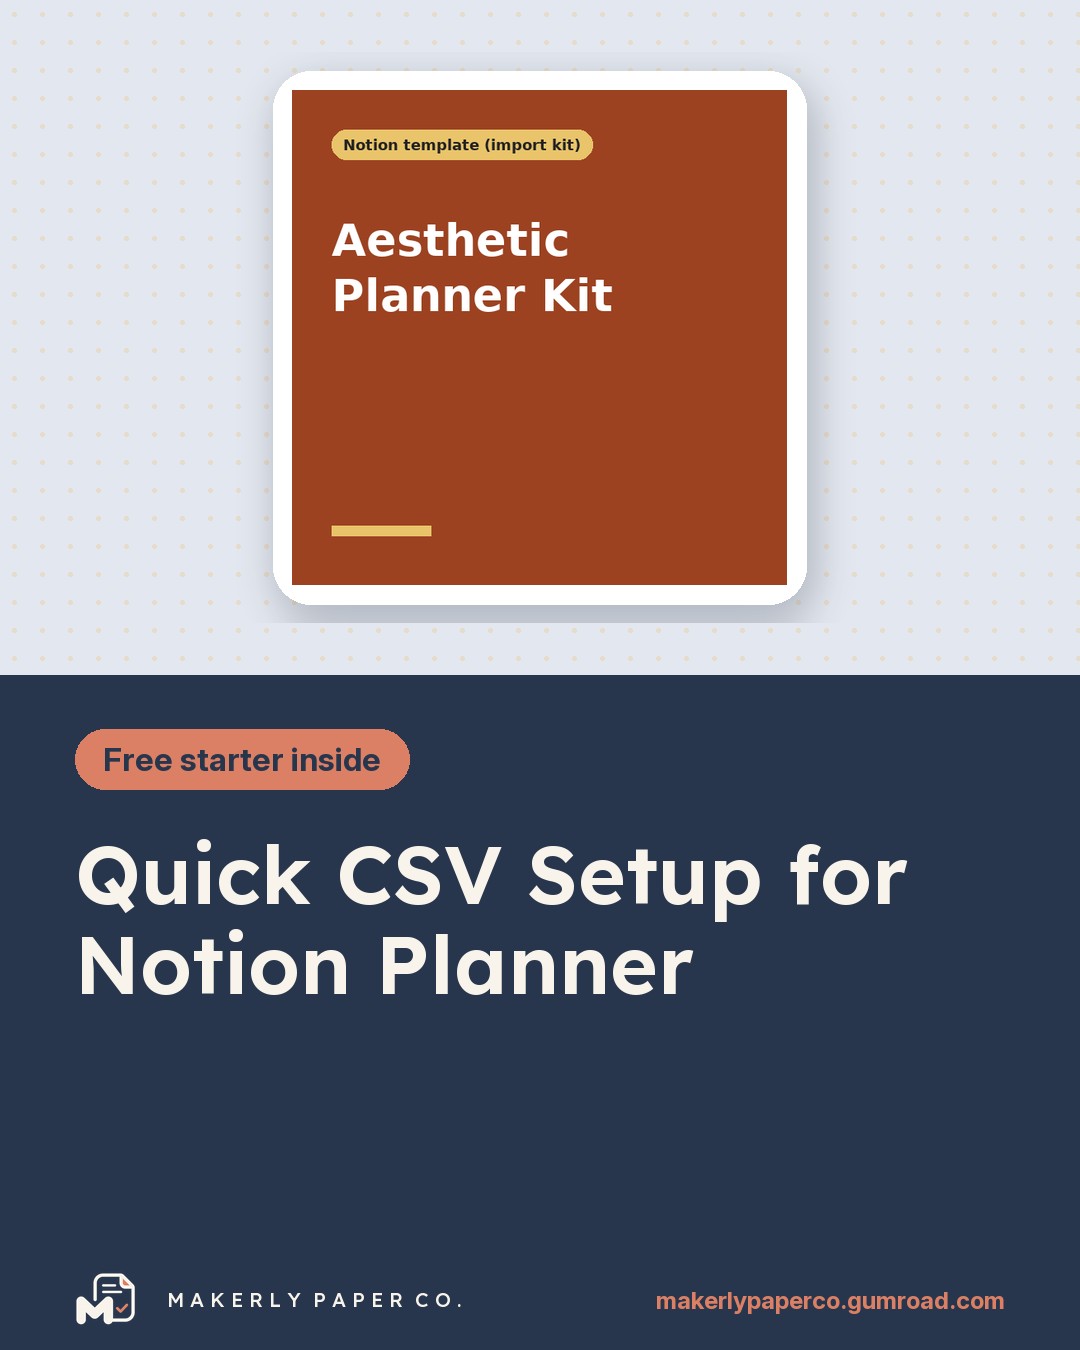 Notion template (import kit)
Aesthetic
Planner Kit
Free starter inside
Quick CSV Setup for
Notion Planner
MAKERLY PAPER CO.
makerlypaperco.gumroad.com